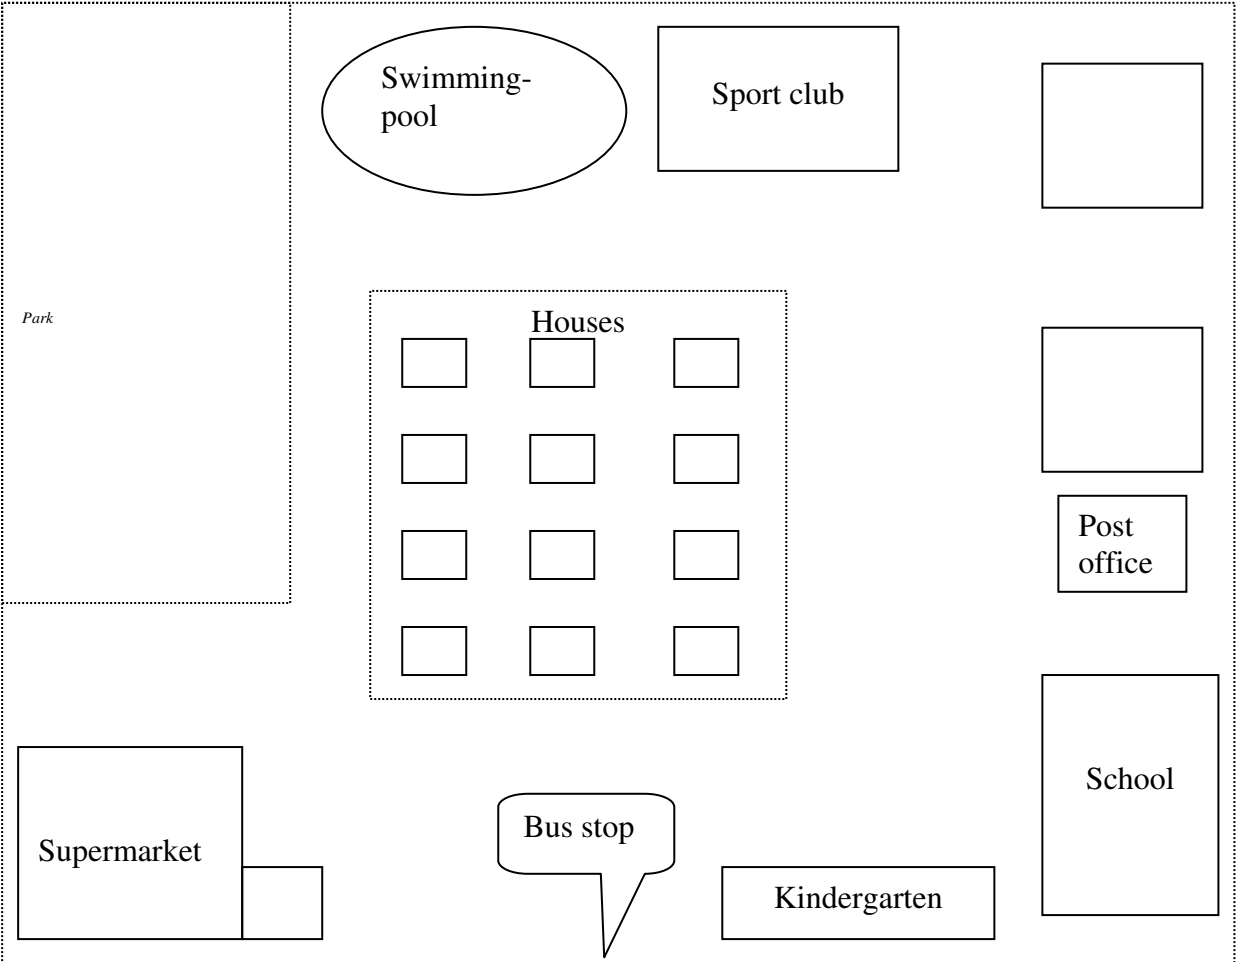 Swimming-
pool
Sport club
Park
Houses
Post
office
School
Bus stop
Supermarket
Kindergarten